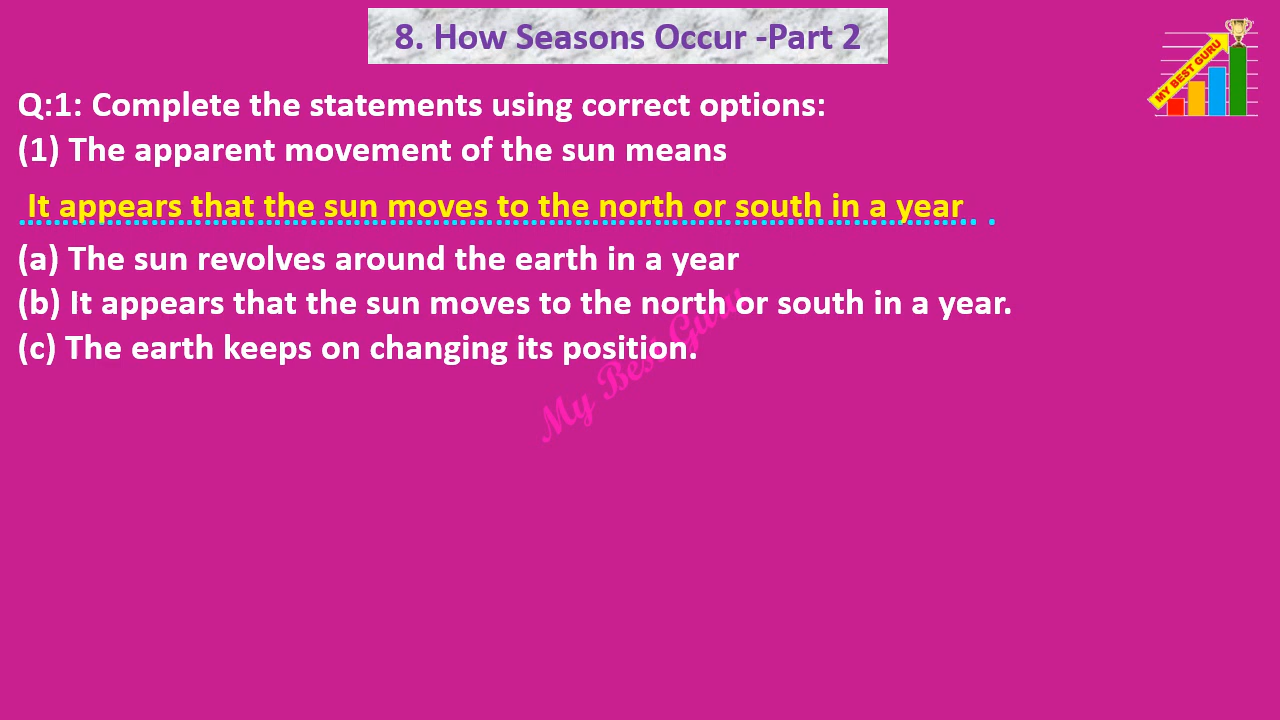 8. How Seasons Occur -Part 2
MY BEST GURU
Q:1: Complete the statements using correct options:
(1) The apparent movement of the sun means
It appears that the sun moves to the north or south in a year
(a) The sun revolves around the earth in a year
(b) It appears that the sun moves to the north or south in a year.
(c) The earth keeps on changing its position.
My Best Guru